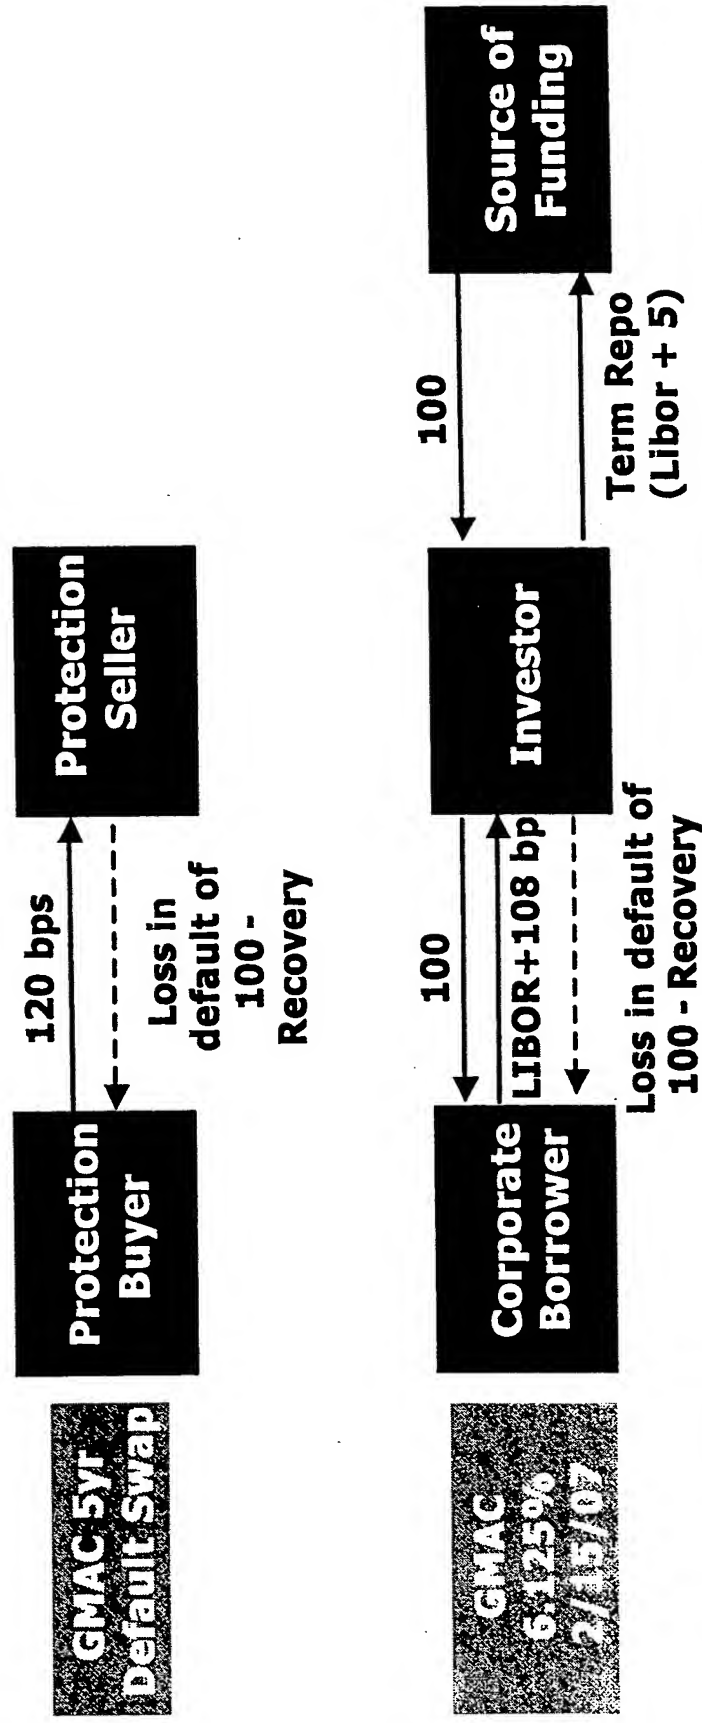 GMAC 5yr
Default Swap
Protection
Buyer
120 bps
Loss in
default of
100 -
Recovery
Protection
Seller
GMAC
6.125%
2/15/07
Corporate
Borrower
100
LIBOR+108 bp
Loss in default of
100 - Recovery
Investor
100
Term Repo
(Libor + 5)
Source of
Funding